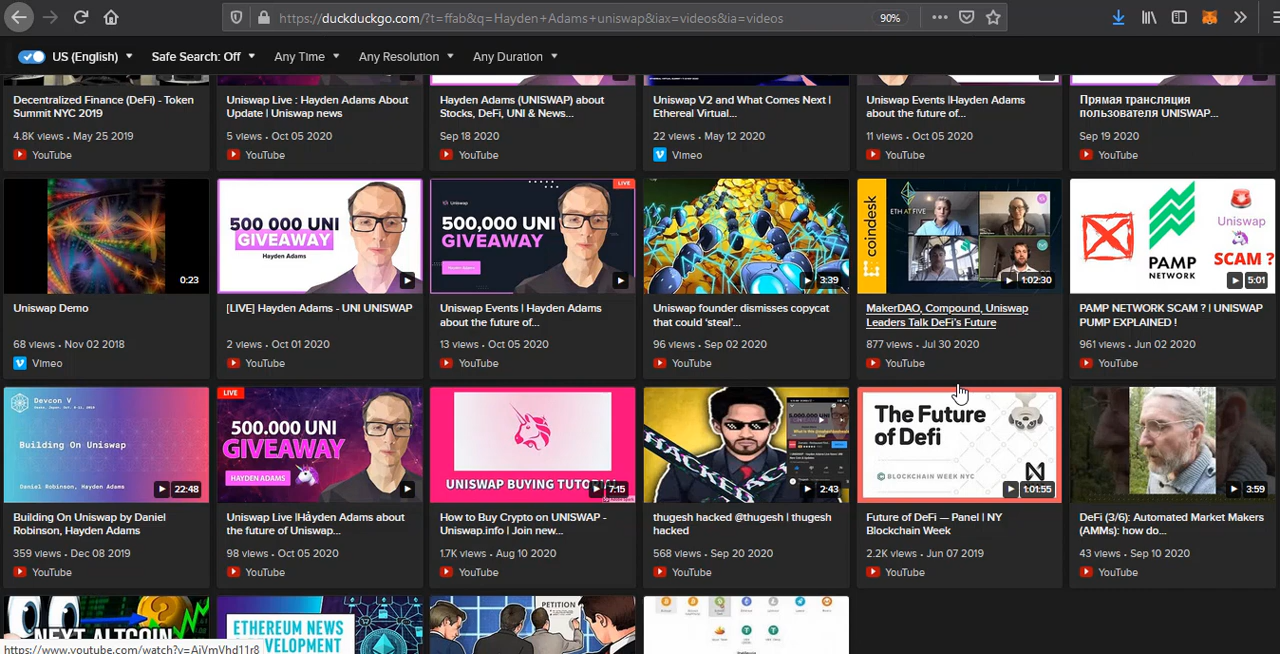 https://duckduckgo.com/?t=ffab&q=Hayden+Adams+uniswap&iax=videos&ia=videos
90%
US (English)
Safe Search: Off
Any Time
Any Resolution
Any Duration
Decentralized Finance (DeFi) - Token
Summit NYC 2019
4.8K views • May 25 2019
YouTube
Uniswap Live : Hayden Adams About
Update | Uniswap news
5 views • Oct 05 2020
YouTube
Hayden Adams (UNISWAP) about
Stocks, DeFi, UNI & News...
Sep 18 2020
YouTube
Uniswap V2 and What Comes Next |
Ethereal Virtual...
22 views • May 12 2020
Vimeo
Uniswap Events |Hayden Adams
about the future of...
11 views • Oct 05 2020
YouTube
Прямая трансляция
пользователя UNISWAP...
Sep 19 2020
YouTube
0:23
Uniswap Demo
68 views • Nov 02 2018
Vimeo
500 000 UNI
GIVEAWAY
Hayden Adams
[LIVE] Hayden Adams - UNI UNISWAP
2 views • Oct 01 2020
YouTube
LIVE
Uniswap
500,000 UNI
GIVEAWAY
Uniswap Events | Hayden Adams
about the future of...
13 views • Oct 05 2020
YouTube
3:39
Uniswap founder dismisses copycat
that could ‘steal’...
96 views • Sep 02 2020
YouTube
coindesk
ETH AT FIVE
1:02:30
MakerDAO, Compound, Uniswap
Leaders Talk DeFi's Future
877 views • Jul 30 2020
YouTube
PAMP
NETWORK
Uniswap
SCAM ?
5:01
PAMP NETWORK SCAM ? | UNISWAP
PUMP EXPLAINED !
961 views • Jun 02 2020
YouTube
Devcon V
Building On Uniswap
Daniel Robinson, Hayden Adams
22:48
Building On Uniswap by Daniel
Robinson, Hayden Adams
359 views • Dec 08 2019
YouTube
LIVE
500.000 UNI
GIVEAWAY
HAYDEN ADAMS
Uniswap Live |Hảyden Adams about
the future of Uniswap...
98 views • Oct 05 2020
YouTube
UNISWAP BUYING TUTORIAL
7:15
How to Buy Crypto on UNISWAP -
Uniswap.info | Join new...
1.7K views • Aug 10 2020
YouTube
2:43
thugesh hacked @thugesh | thugesh
hacked
568 views • Sep 20 2020
YouTube
The Future
of Defi
BLOCKCHAIN WEEK NYC
1:01:55
Future of DeFi — Panel | NY
Blockchain Week
2.2K views • Jun 07 2019
YouTube
3:59
DeFi (3/6): Automated Market Makers
(AMMs): how do...
43 views • Sep 10 2020
YouTube
NEXT ALTCOIN
ETHEREUM NEWS
DEVELOPMENT
PETITION
https://www.youtube.com/watch?v=AiVmVhd11r8